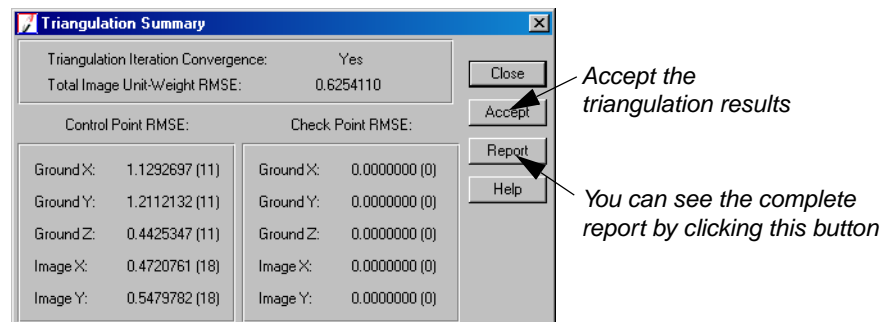 Triangulation Summary
Triangulation Iteration Convergence: Yes
Total Image Unit-Weight RMSE: 0.6254110
Close
Accept
Report
Help
Control Point RMSE:
Ground X: 1.1292697 (11)
Ground Y: 1.2112132 (11)
Ground Z: 0.4425347 (11)
Image X: 0.4720761 (18)
Image Y: 0.5479782 (18)
Check Point RMSE:
Ground X: 0.0000000 (0)
Ground Y: 0.0000000 (0)
Ground Z: 0.0000000 (0)
Image X: 0.0000000 (0)
Image Y: 0.0000000 (0)
Accept the
triangulation results
You can see the complete
report by clicking this button